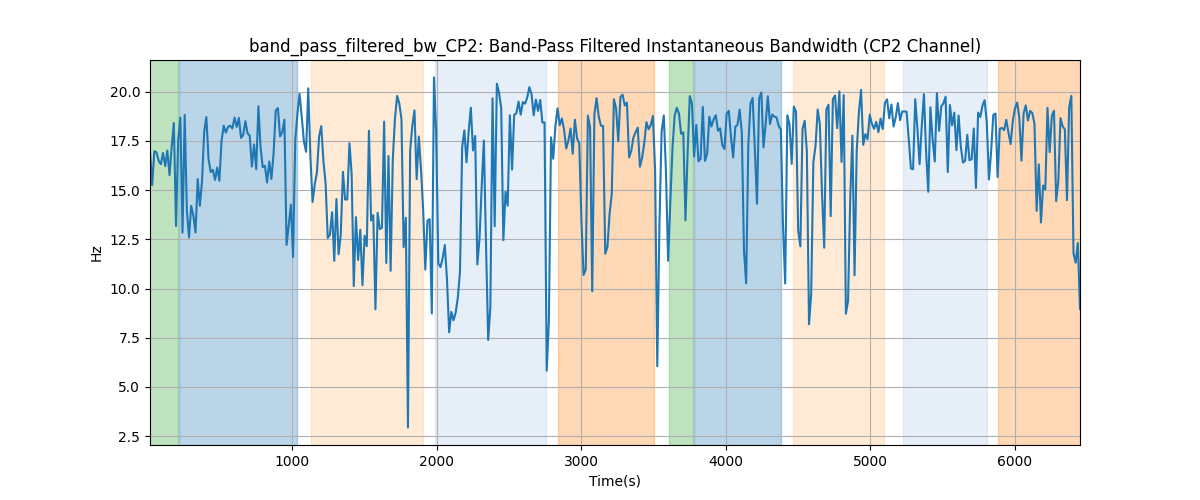 band_pass_filtered_bw_CP2: Band-Pass Filtered Instantaneous Bandwidth (CP2 Channel)
20.0
17.5
15.0
12.5
10.0
7.5
5.0
2.5
Hz
1000 2000 3000 4000 5000 6000
Time(s)